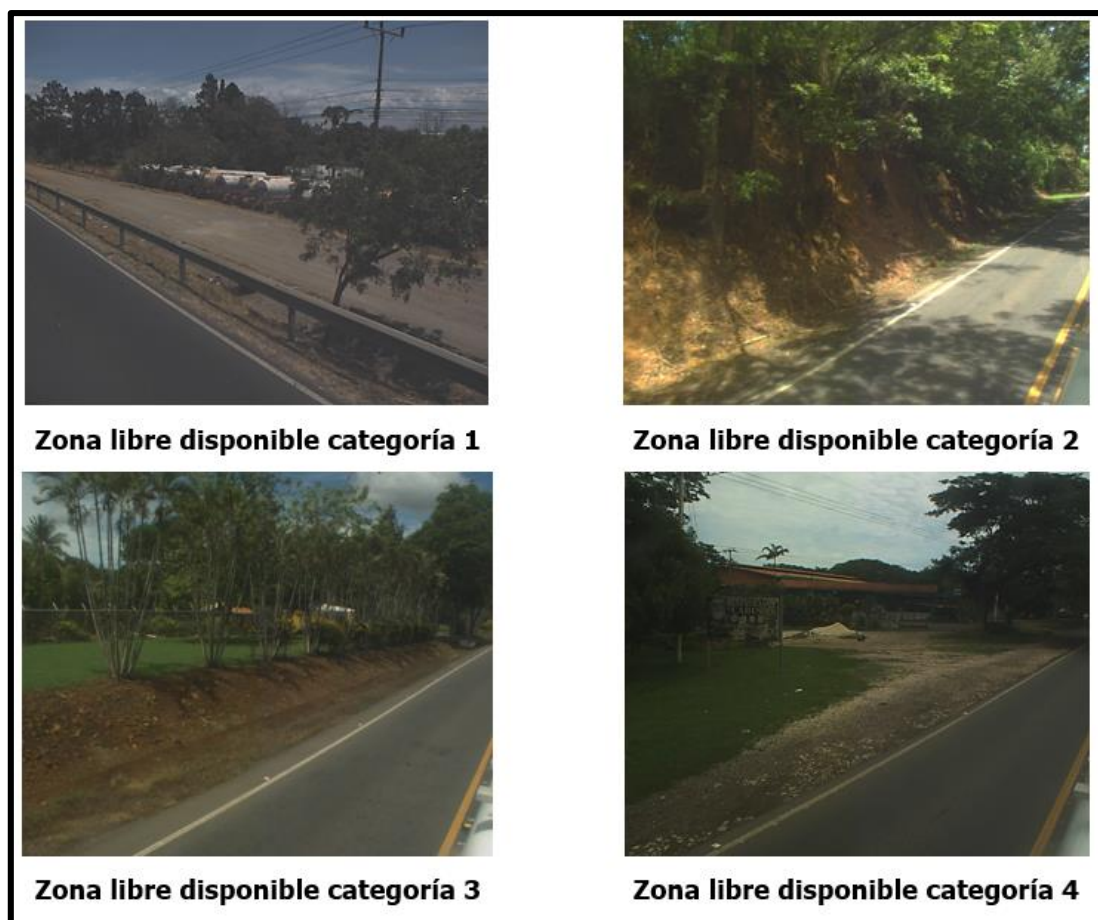 Zona libre disponible categoría 1
Zona libre disponible categoría 2
Zona libre disponible categoría 3
Zona libre disponible categoría 4